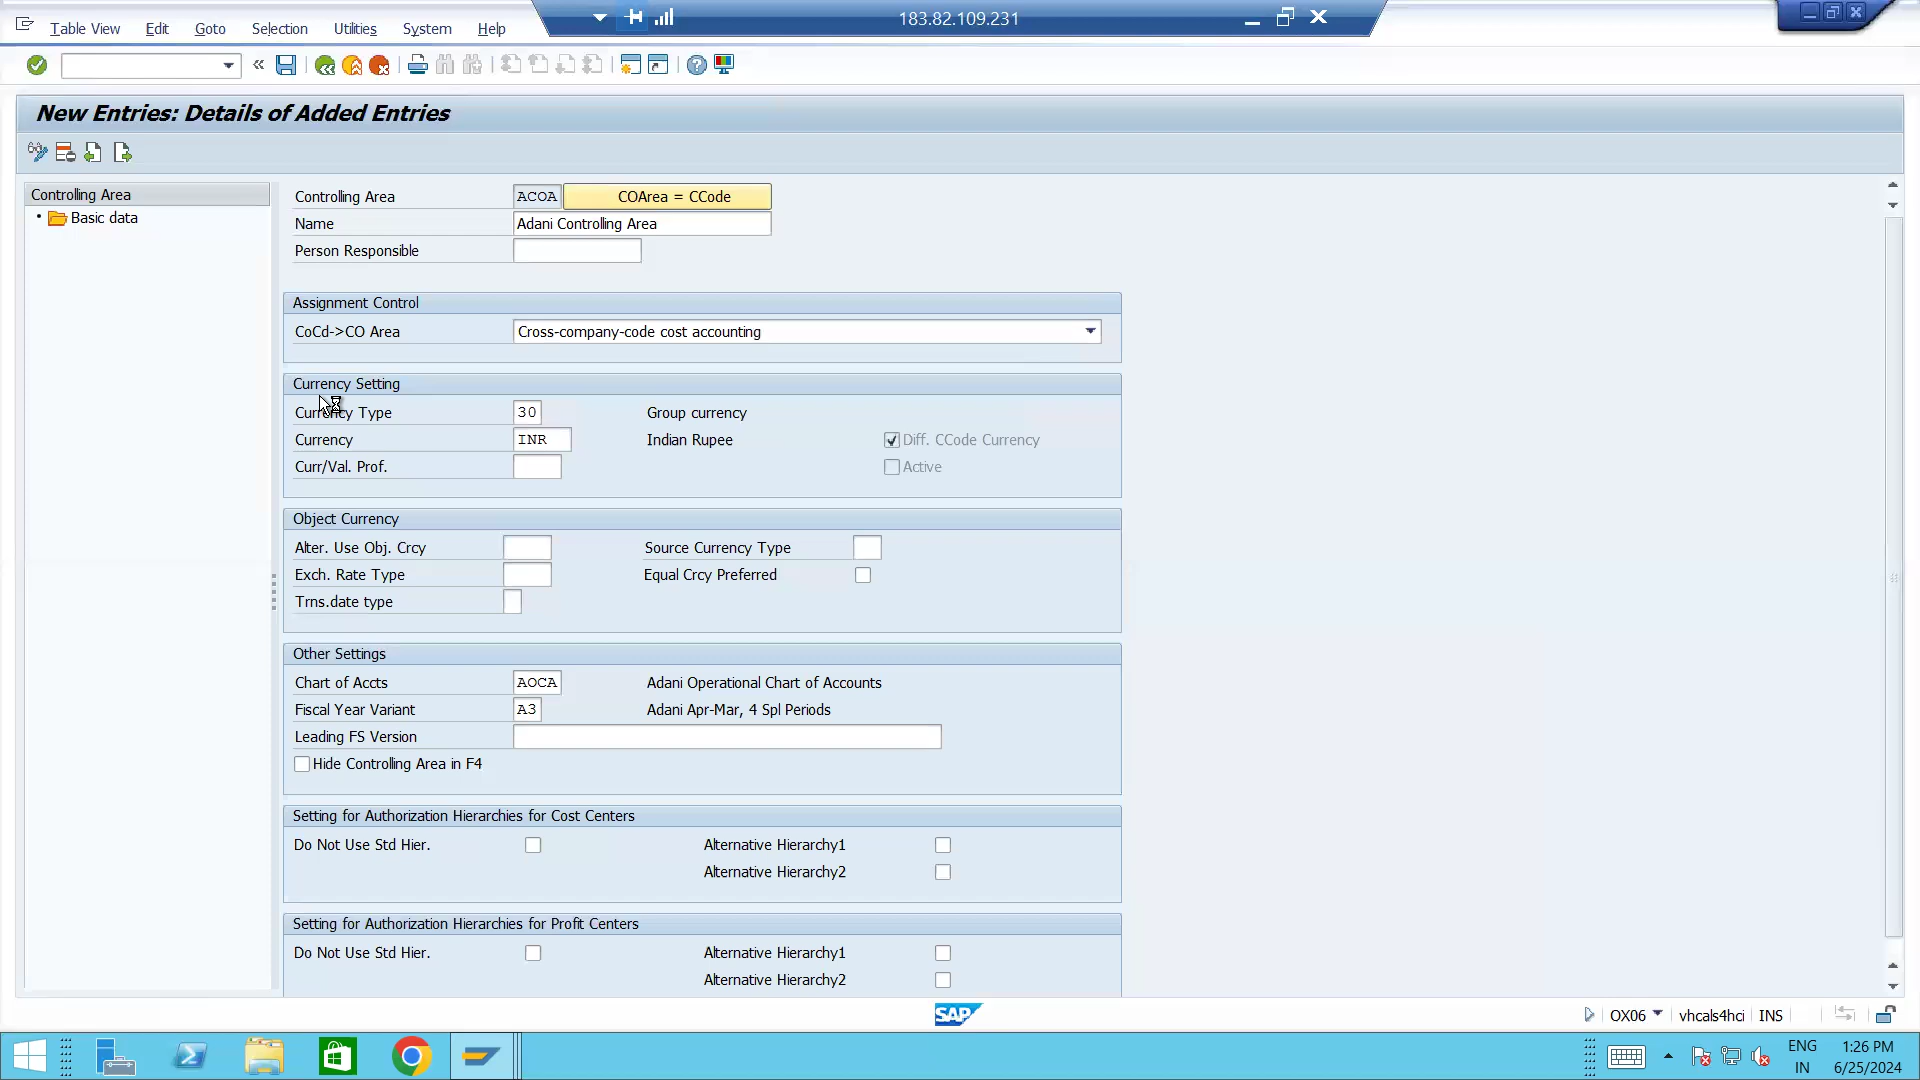 183.82.109.231
Table View Edit Goto Selection Utilities System Help
New Entries: Details of Added Entries
Controlling Area
Basic data
Controlling Area ACOA COArea = CCode
Name Adani Controlling Area
Person Responsible
Assignment Control
CoCd->CO Area Cross-company-code cost accounting
Currency Setting
Currency Type 30 Group currency
Currency INR Indian Rupee Diff. CCode Currency
Curr/Val. Prof. Active
Object Currency
Alter. Use Obj. Crcy Source Currency Type
Exch. Rate Type Equal Crcy Preferred
Trns.date type
Other Settings
Chart of Accts AOCA Adani Operational Chart of Accounts
Fiscal Year Variant A3 Adani Apr-Mar, 4 Spl Periods
Leading FS Version
Hide Controlling Area in F4
Setting for Authorization Hierarchies for Cost Centers
Do Not Use Std Hier. Alternative Hierarchy1
Alternative Hierarchy2
Setting for Authorization Hierarchies for Profit Centers
Do Not Use Std Hier. Alternative Hierarchy1
Alternative Hierarchy2
SAP OX06 vhcals4hci INS
ENG 1:26 PM
IN 6/25/2024